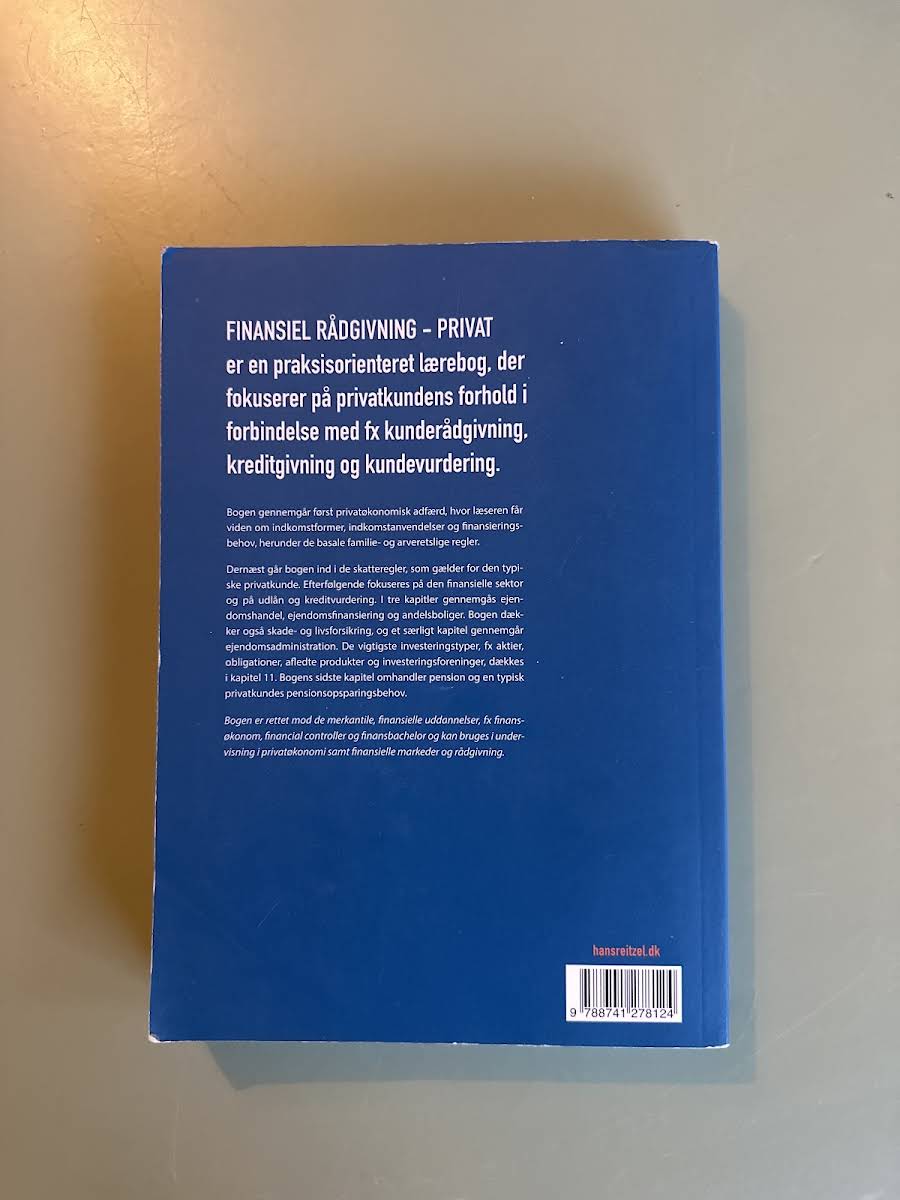 FINANSIEL RÅDGIVNING – PRIVAT
er en praksisorienteret lærebog, der
fokuserer på privatkundens forhold i
forbindelse med fx kunderådgivning,
kreditgivning og kundevurdering.
Bogen gennemgår først privatøkonomisk adfærd, hvor læseren får
viden om indkomstformer, indkomstanvendelser og finansierings-
behov, herunder de basale familie- og arveretslige regler.
Dernæst går bogen ind i de skatteregler, som gælder for den typi-
ske privatkunde. Efterfølgende fokuseres på den finansielle sektor
og på udlån og kreditvurdering. I tre kapitler gennemgås ejen-
domshandel, ejendomsfinansiering og andelsboliger. Bogen dæk-
ker også skade- og livsforsikring, og et særligt kapitel gennemgår
ejendomsadministration. De vigtigste investeringstyper, fx aktier,
obligationer, afledte produkter og investeringsforeninger, dækkes
i kapitel 11. Bogens sidste kapitel omhandler pension og en typisk
privatkundes pensionsopsparingsbehov.
Bogen er rettet mod de merkantile, finansielle uddannelser, fx finans-
økonom, financial controller og finansbachelor og kan bruges i under-
visning i privatøkonomi samt finansielle markeder og rådgivning.
hansreitzel.dk
9 788741 278124